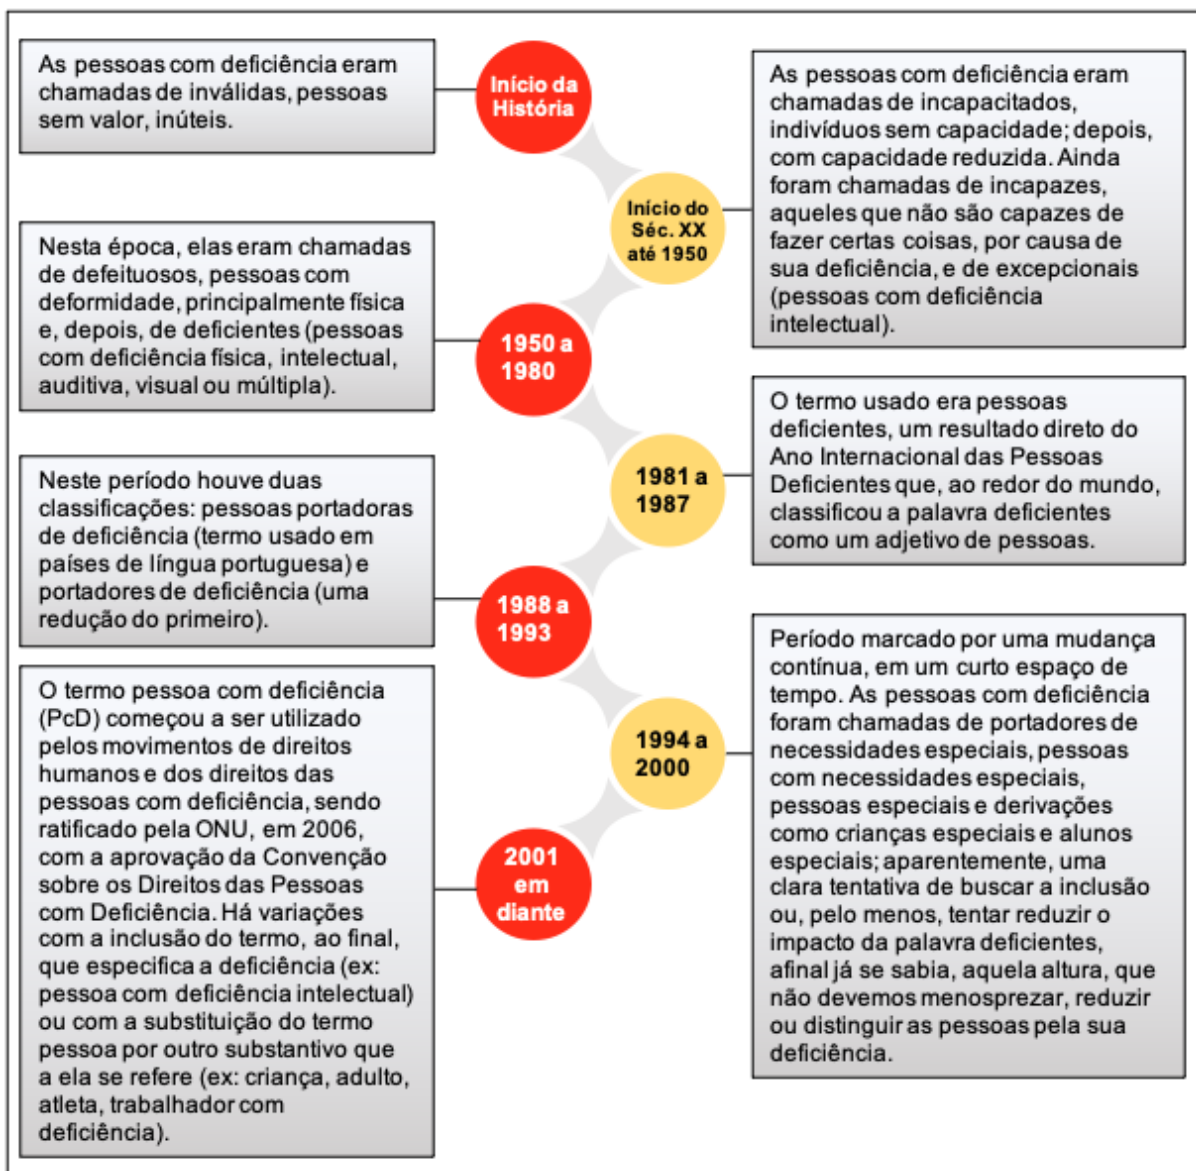 As pessoas com deficiência eram
chamadas de inválidas, pessoas
sem valor, inúteis.
Início da
História
As pessoas com deficiência eram
chamadas de incapacitados,
indivíduos sem capacidade; depois,
com capacidade reduzida. Ainda
foram chamadas de incapazes,
aqueles que não são capazes de
fazer certas coisas, por causa de
sua deficiência, e de excepcionais
(pessoas com deficiência
intelectual).
Início do
Séc. XX
até 1950
Nesta época, elas eram chamadas
de defeituosos, pessoas com
deformidade, principalmente física
e, depois, de deficientes (pessoas
com deficiência física, intelectual,
auditiva, visual ou múltipla).
1950 a
1980
O termo usado era pessoas
deficientes, um resultado direto do
Ano Internacional das Pessoas
Deficientes que, ao redor do mundo,
classificou a palavra deficientes
como um adjetivo de pessoas.
1981 a
1987
Neste período houve duas
classificações: pessoas portadoras
de deficiência (termo usado em
países de língua portuguesa) e
portadores de deficiência (uma
redução do primeiro).
1988 a
1993
Período marcado por uma mudança
contínua, em um curto espaço de
tempo. As pessoas com deficiência
foram chamadas de portadores de
necessidades especiais, pessoas
com necessidades especiais,
pessoas especiais e derivações
como crianças especiais e alunos
especiais; aparentemente, uma
clara tentativa de buscar a inclusão
ou, pelo menos, tentar reduzir o
impacto da palavra deficientes,
afinal já se sabia, aquela altura, que
não devemos menosprezar, reduzir
ou distinguir as pessoas pela sua
deficiência.
1994 a
2000
O termo pessoa com deficiência
(PcD) começou a ser utilizado
pelos movimentos de direitos
humanos e dos direitos das
pessoas com deficiência, sendo
ratificado pela ONU, em 2006,
com a aprovação da Convenção
sobre os Direitos das Pessoas
com Deficiência. Há variações
com a inclusão do termo, ao final,
que especifica a deficiência (ex:
pessoa com deficiência intelectual)
ou com a substituição do termo
pessoa por outro substantivo que
a ela se refere (ex: criança, adulto,
atleta, trabalhador com
deficiência).
2001
em
diante